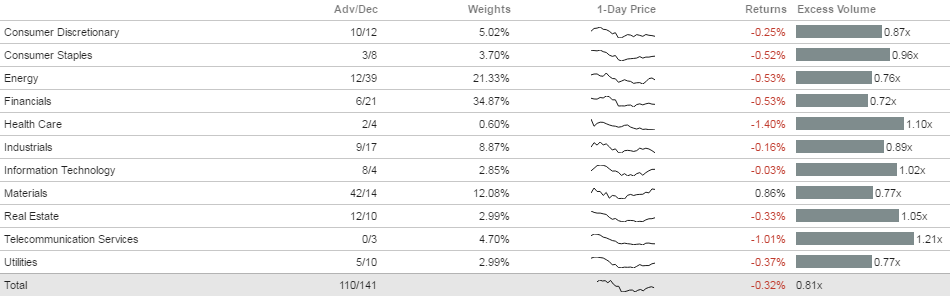 Adv/Dec Weights 1-Day Price Returns Excess Volume
Consumer Discretionary 10/12 5.02% -0.25% 0.87x
Consumer Staples 3/8 3.70% -0.52% 0.96x
Energy 12/39 21.33% -0.53% 0.76x
Financials 6/21 34.87% -0.53% 0.72x
Health Care 2/4 0.60% -1.40% 1.10x
Industrials 9/17 8.87% -0.16% 0.89x
Information Technology 8/4 2.85% -0.03% 1.02x
Materials 42/14 12.08% 0.86% 0.77x
Real Estate 12/10 2.99% -0.33% 1.05x
Telecommunication Services 0/3 4.70% -1.01% 1.21x
Utilities 5/10 2.99% -0.37% 0.77x
Total 110/141 -0.32% 0.81x